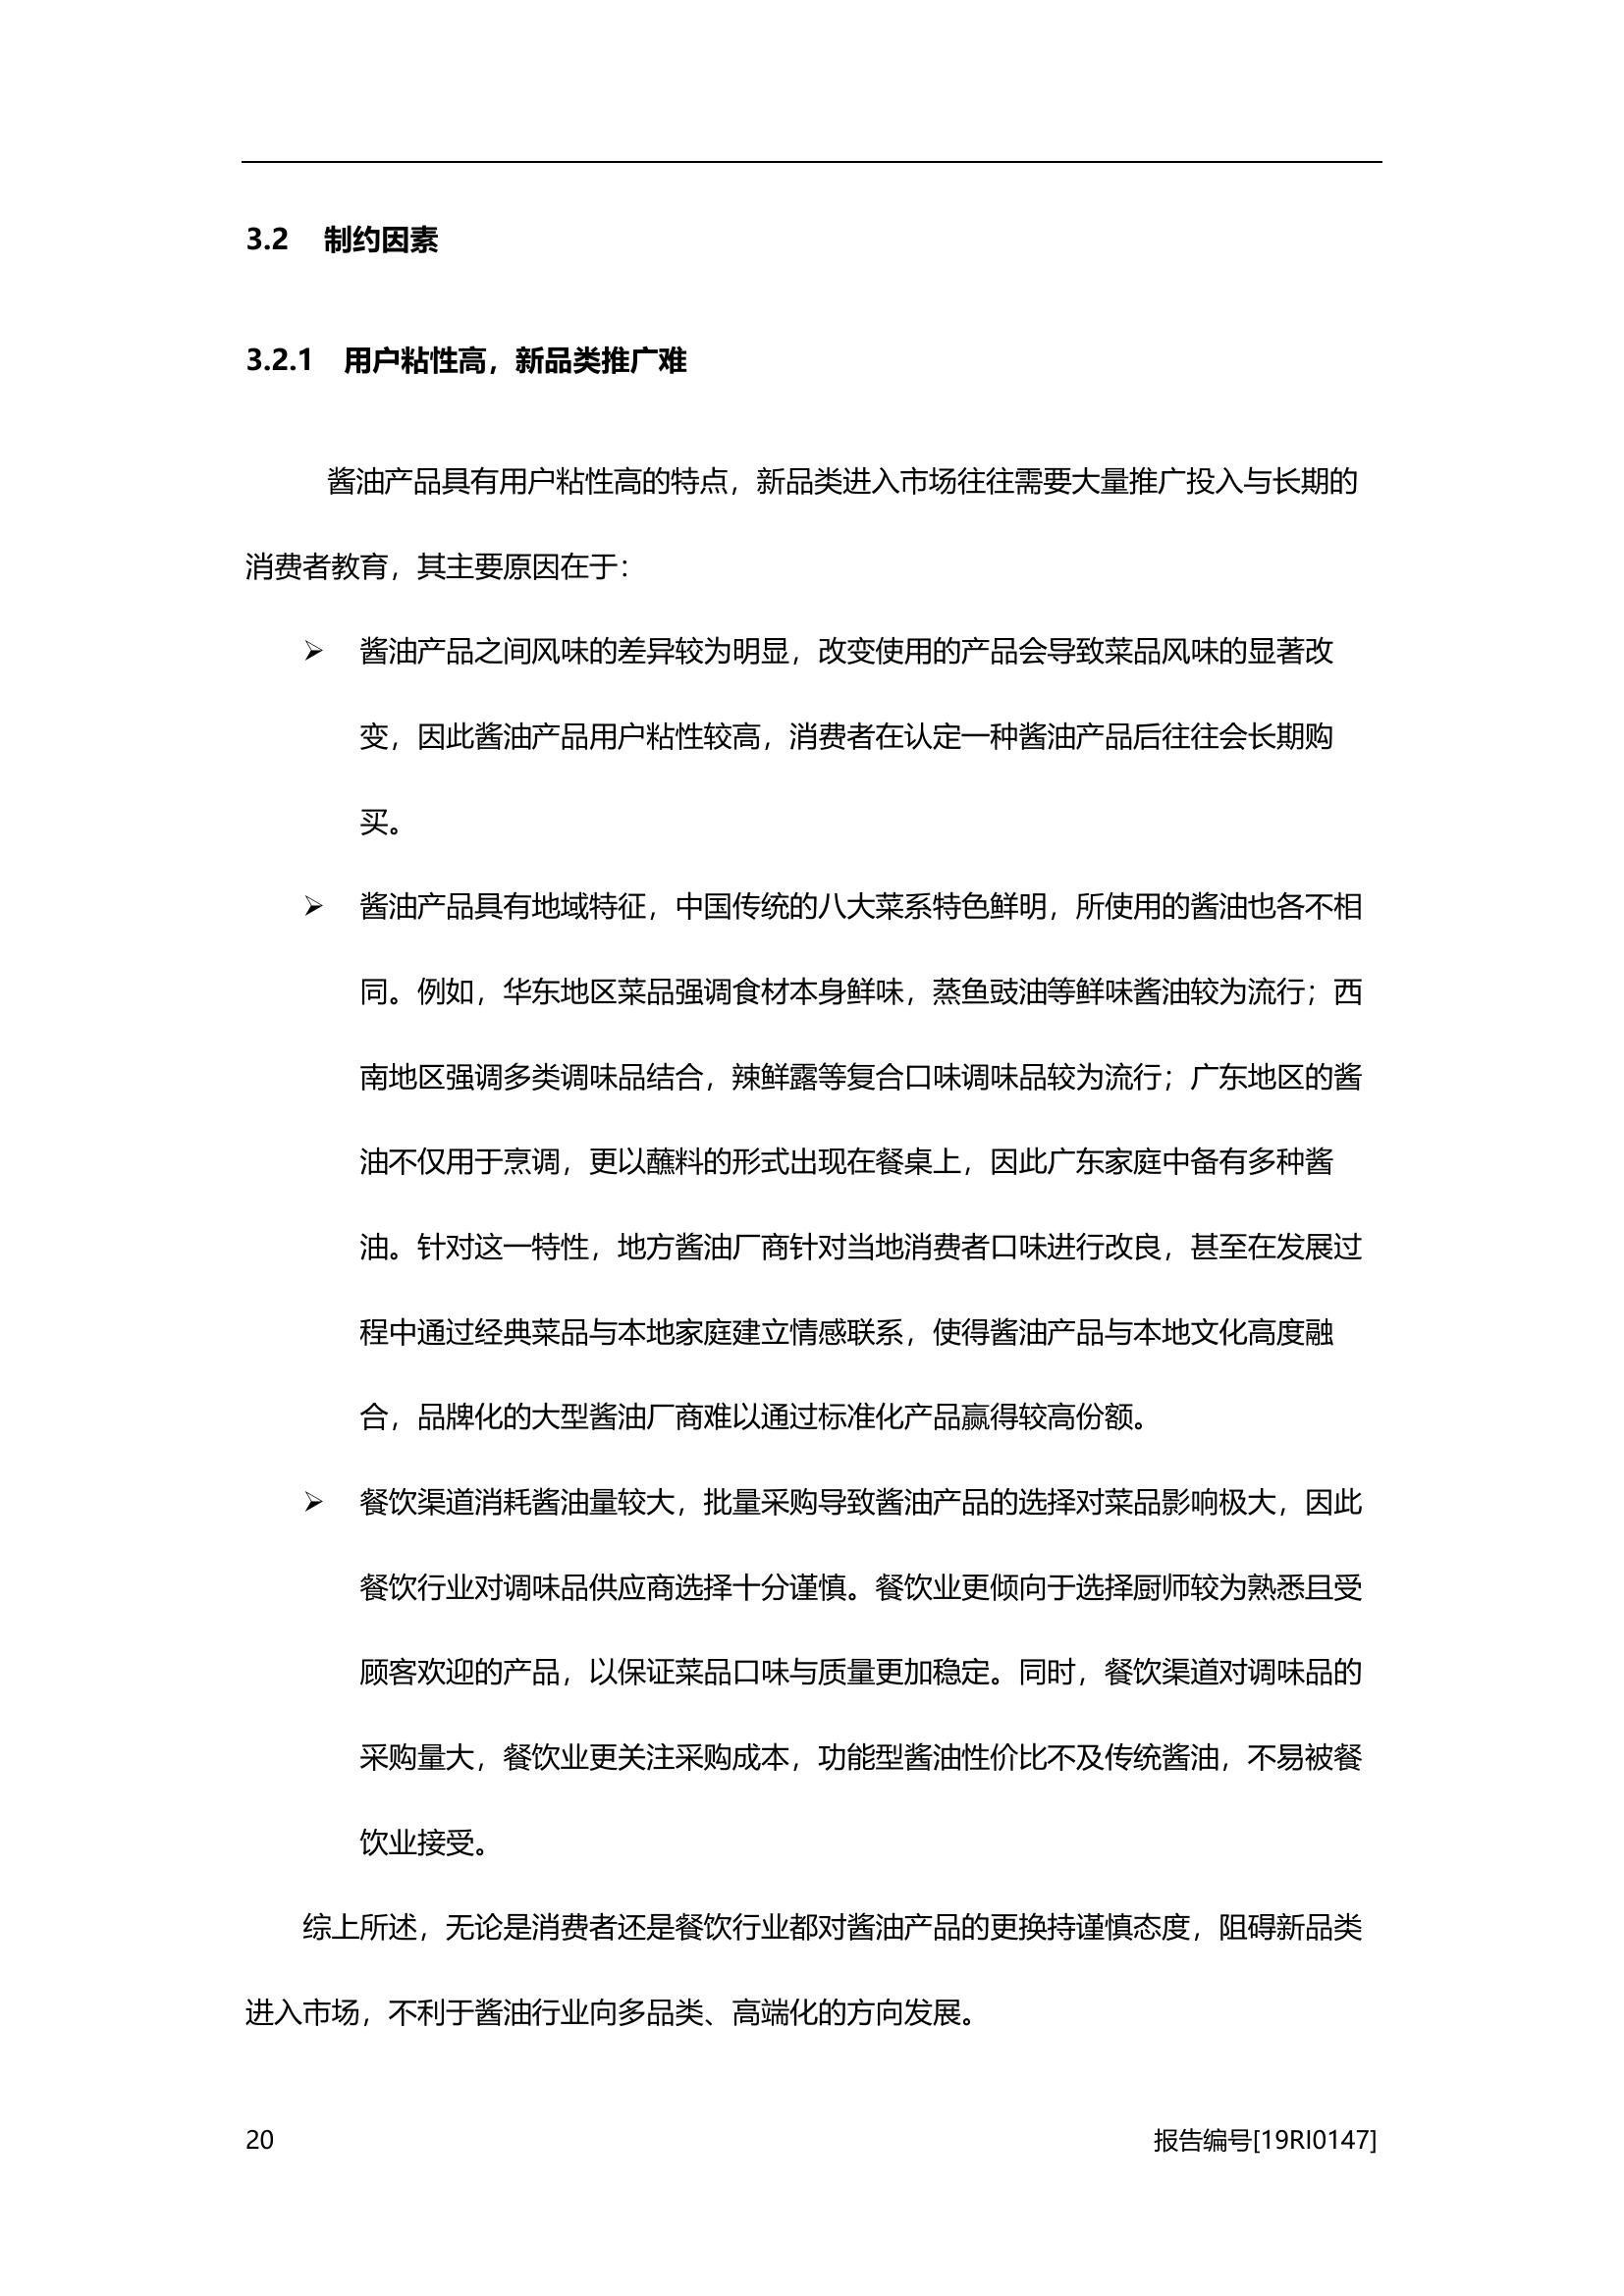 3.2 制约因素
3.2.1 用户粘性高，新品类推广难
酱油产品具有用户粘性高的特点，新品类进入市场往往需要大量推广投入与长期的
消费者教育，其主要原因在于：
➢ 酱油产品之间风味的差异较为明显，改变使用的产品会导致菜品风味的显著改
变，因此酱油产品用户粘性较高，消费者在认定一种酱油产品后往往会长期购
买。
➢ 酱油产品具有地域特征，中国传统的八大菜系特色鲜明，所使用的酱油也各不相
同。例如，华东地区菜品强调食材本身鲜味，蒸鱼豉油等鲜味酱油较为流行；西
南地区强调多类调味品结合，辣鲜露等复合口味调味品较为流行；广东地区的酱
油不仅用于烹调，更以蘸料的形式出现在餐桌上，因此广东家庭中备有多种酱
油。针对这一特性，地方酱油厂商针对当地消费者口味进行改良，甚至在发展过
程中通过经典菜品与本地家庭建立情感联系，使得酱油产品与本地文化高度融
合，品牌化的大型酱油厂商难以通过标准化产品赢得较高份额。
➢ 餐饮渠道消耗酱油量较大，批量采购导致酱油产品的选择对菜品影响极大，因此
餐饮行业对调味品供应商选择十分谨慎。餐饮业更倾向于选择厨师较为熟悉且受
顾客欢迎的产品，以保证菜品口味与质量更加稳定。同时，餐饮渠道对调味品的
采购量大，餐饮业更关注采购成本，功能型酱油性价比不及传统酱油，不易被餐
饮业接受。
综上所述，无论是消费者还是餐饮行业都对酱油产品的更换持谨慎态度，阻碍新品类
进入市场，不利于酱油行业向多品类、高端化的方向发展。
20 报告编号[19RI0147]